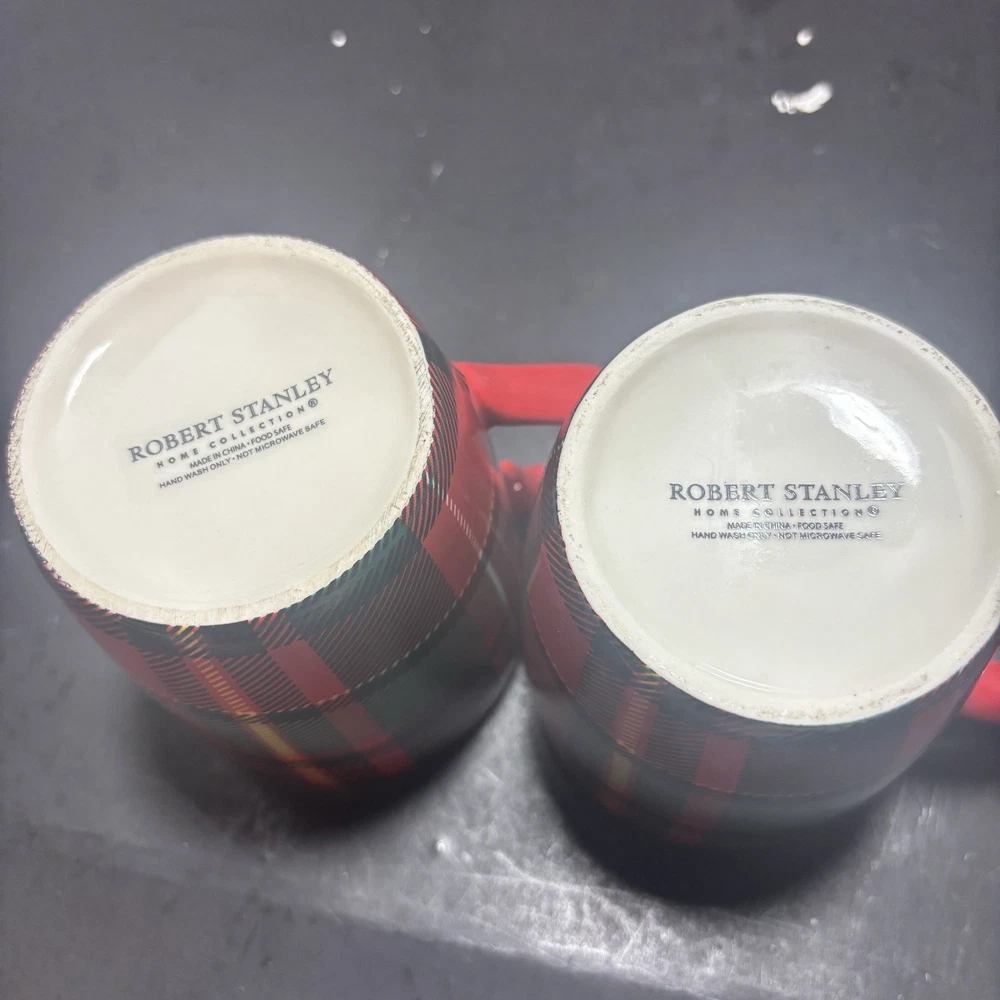 ROBERT STANLEY
HOME COLLECTION®
MADE IN CHINA • FOOD SAFE
HAND WASH ONLY • NOT MICROWAVE SAFE
ROBERT STANLEY
HOME COLLECTION®
MADE IN CHINA • FOOD SAFE
HAND WASH ONLY • NOT MICROWAVE SAFE